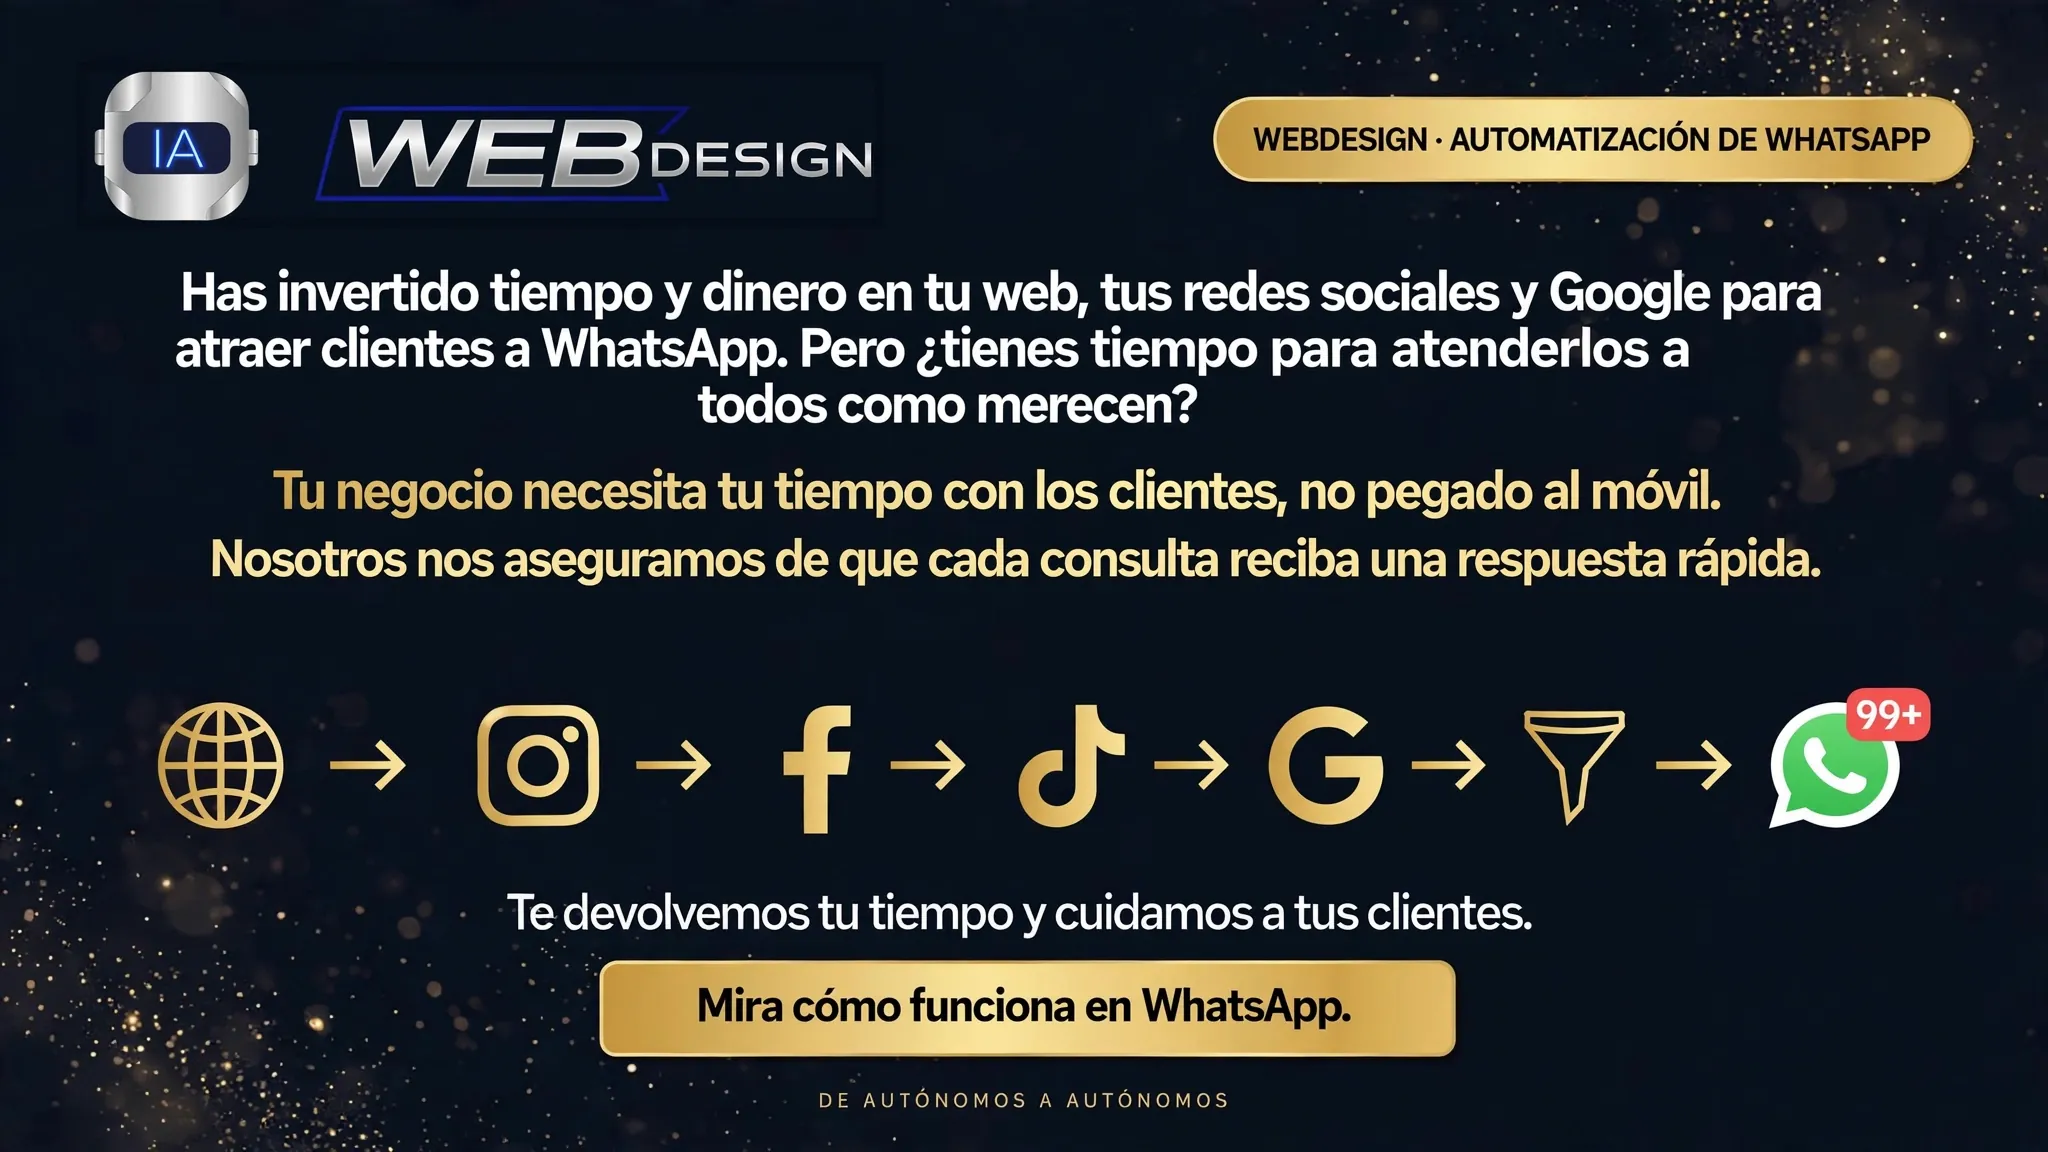 IA
WEBDESIGN
WEBDESIGN · AUTOMATIZACIÓN DE WHATSAPP
Has invertido tiempo y dinero en tu web, tus redes sociales y Google para
atraer clientes a WhatsApp. Pero ¿tienes tiempo para atenderlos a
todos como merecen?
Tu negocio necesita tu tiempo con los clientes, no pegado al móvil.
Nosotros nos aseguramos de que cada consulta reciba una respuesta rápida.
99+
Te devolvemos tu tiempo y cuidamos a tus clientes.
Mira cómo funciona en WhatsApp.
DE AUTÓNOMOS A AUTÓNOMOS